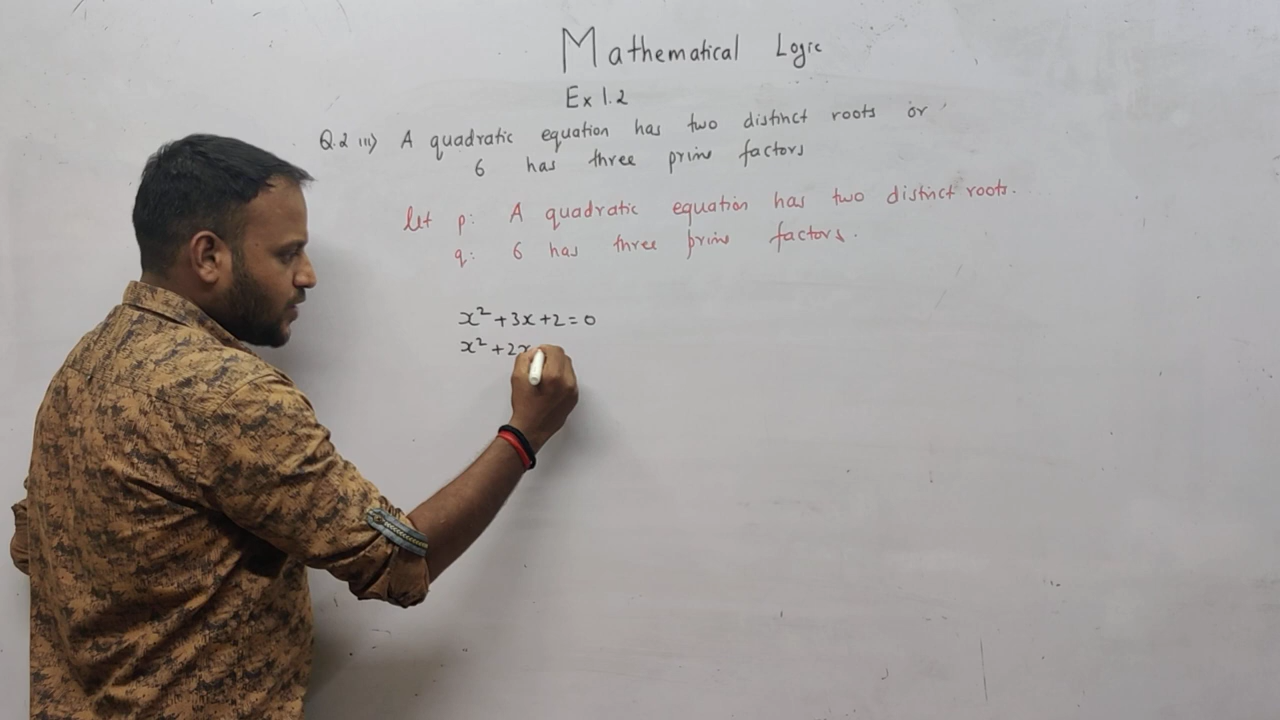 Mathematical Logic
Ex 1.2
Q.2 iii) A quadratic equation has two distinct roots or
6 has three prime factors
let p: A quadratic equation has two distinct roots.
q: 6 has three prime factors.
x² + 3x + 2 = 0
x² + 2x